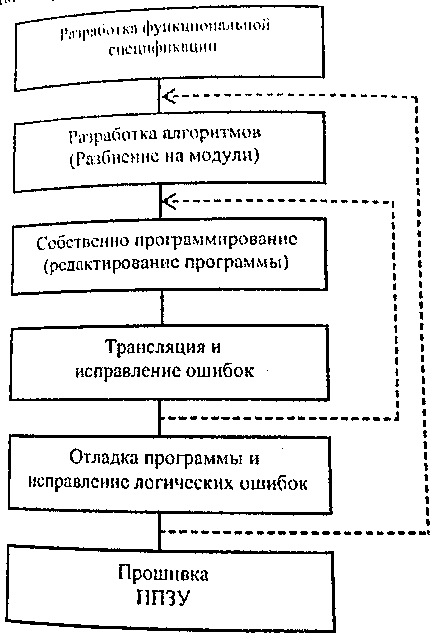 Разработка функциональной
спецификации
Разработка алгоритмов
(Разбиение на модули)
Собственно программирование
(редактирование программы)
Трансляция и
исправление ошибок
Отладка программы и
исправление логических ошибок
Прошивка
ППЗУ